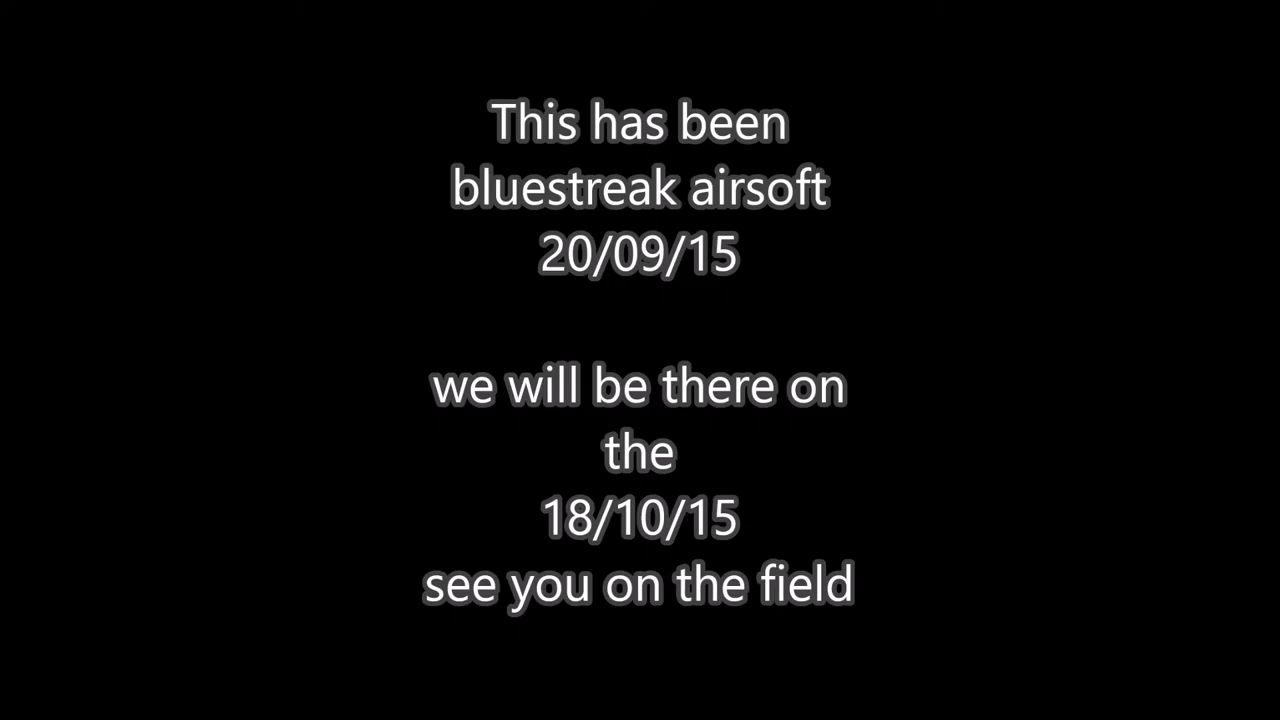 This has been
bluestreak airsoft
20/09/15
we will be there on
the
18/10/15
see you on the field